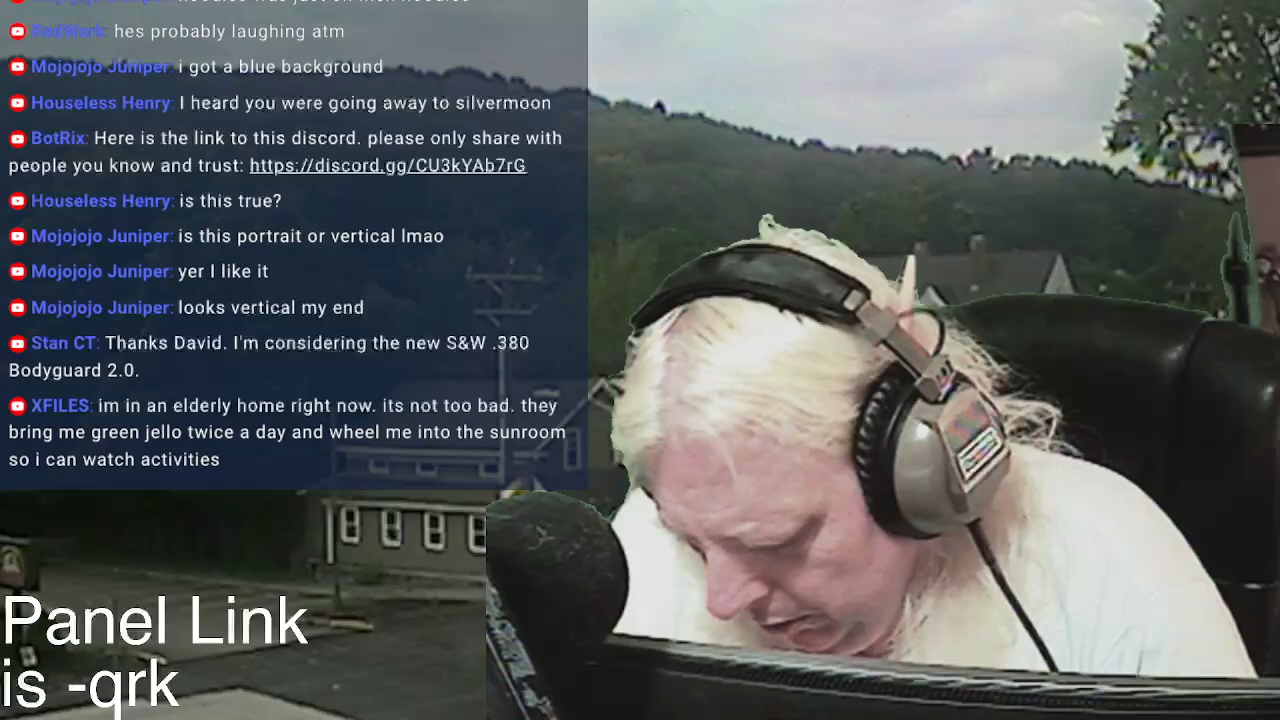 RadWork: hes probably laughing atm
Mojojojo Juniper: i got a blue background
Houseless Henry: I heard you were going away to silvermoon
BotRix: Here is the link to this discord. please only share with
people you know and trust: https://discord.gg/CU3kYAb7rG
Houseless Henry: is this true?
Mojojojo Juniper: is this portrait or vertical lmao
Mojojojo Juniper: yer I like it
Mojojojo Juniper: looks vertical my end
Stan CT: Thanks David. I'm considering the new S&W .380
Bodyguard 2.0.
XFILES: im in an elderly home right now. its not too bad. they
bring me green jello twice a day and wheel me into the sunroom
so i can watch activities
Panel Link
is -qrk